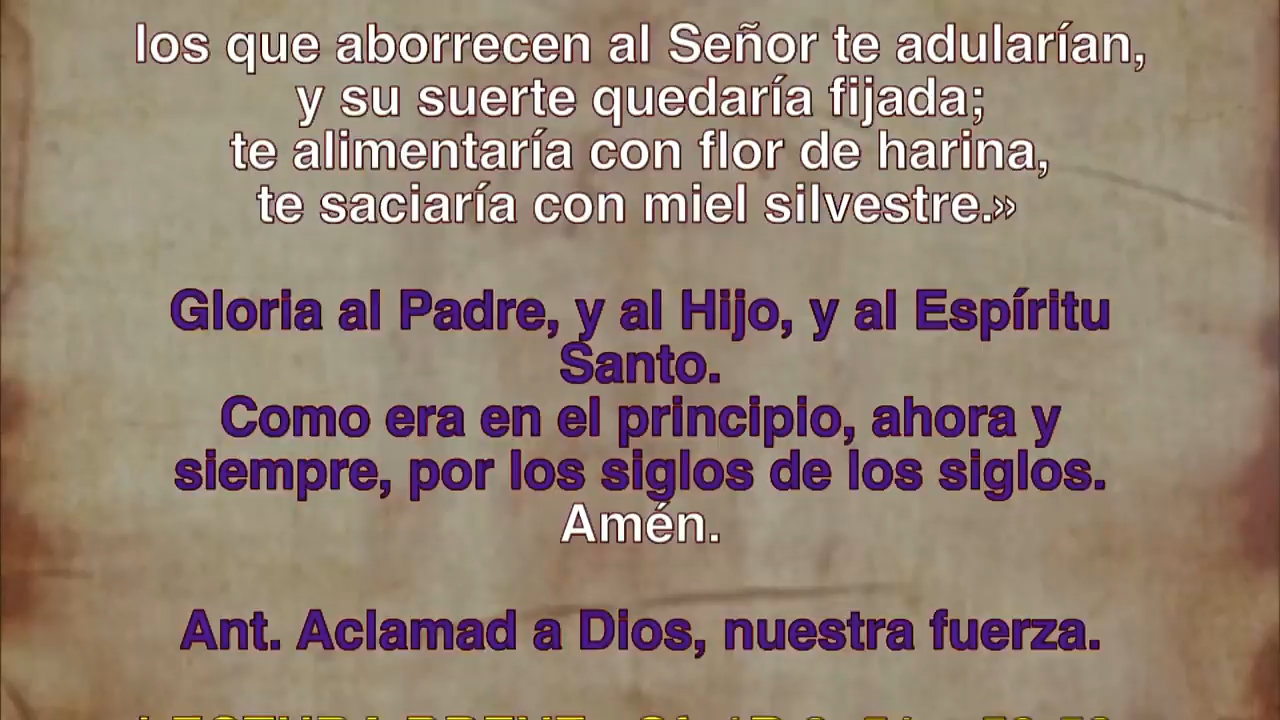 los que aborrecen al Señor te adularían,
y su suerte quedaría fijada;
te alimentaría con flor de harina,
te saciaría con miel silvestre.»
Gloria al Padre, y al Hijo, y al Espíritu
Santo.
Como era en el principio, ahora y
siempre, por los siglos de los siglos.
Amén.
Ant. Aclamad a Dios, nuestra fuerza.
LECTURA BREVE